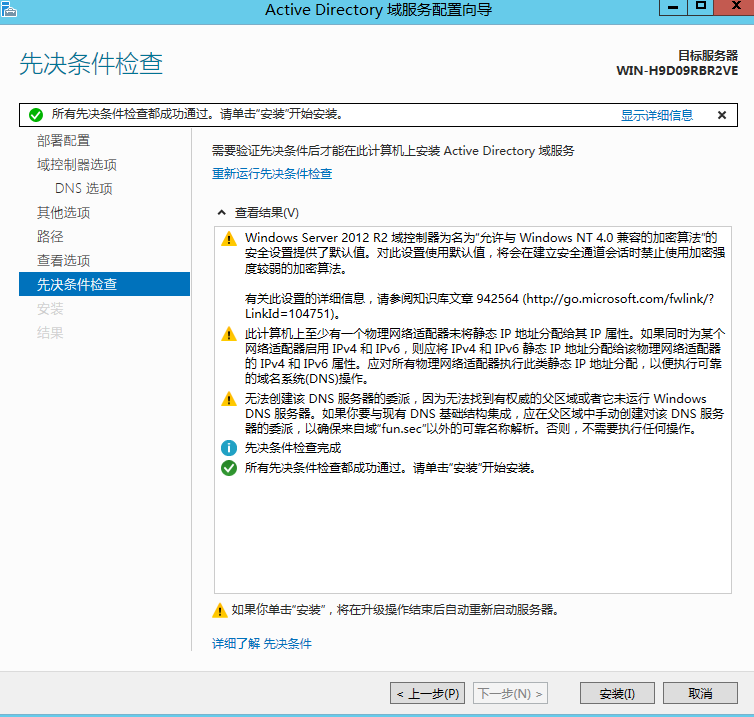 Active Directory 域服务配置向导
先决条件检查
目标服务器
WIN-H9D09RBR2VE
所有先决条件检查都成功通过。请单击“安装”开始安装。
显示详细信息
部署配置
域控制器选项
DNS 选项
其他选项
路径
查看选项
先决条件检查
安装
结果
需要验证先决条件后才能在此计算机上安装 Active Directory 域服务
重新运行先决条件检查
查看结果(V)
Windows Server 2012 R2 域控制器为名为“允许与 Windows NT 4.0 兼容的加密算法”的
安全设置提供了默认值。对此设置使用默认值，将会在建立安全通道会话时禁止使用加密强
度较弱的加密算法。
有关此设置的详细信息，请参阅知识库文章 942564 (http://go.microsoft.com/fwlink/?
LinkId=104751)。
此计算机上至少有一个物理网络适配器未将静态 IP 地址分配给其 IP 属性。如果同时为某个
网络适配器启用 IPv4 和 IPv6，则应将 IPv4 和 IPv6 静态 IP 地址分配给该物理网络适配器
的 IPv4 和 IPv6 属性。应对所有物理网络适配器执行此类静态 IP 地址分配，以便执行可靠
的域名系统(DNS)操作。
无法创建该 DNS 服务器的委派，因为无法找到有权威的父区域或者它未运行 Windows
DNS 服务器。如果你要与现有 DNS 基础结构集成，应在父区域中手动创建对该 DNS 服务
器的委派，以确保来自域“fun.sec”以外的可靠名称解析。否则，不需要执行任何操作。
先决条件检查完成
所有先决条件检查都成功通过。请单击“安装”开始安装。
如果你单击“安装”，将在升级操作结束后自动重新启动服务器。
详细了解 先决条件
< 上一步(P)
下一步(N) >
安装(I)
取消